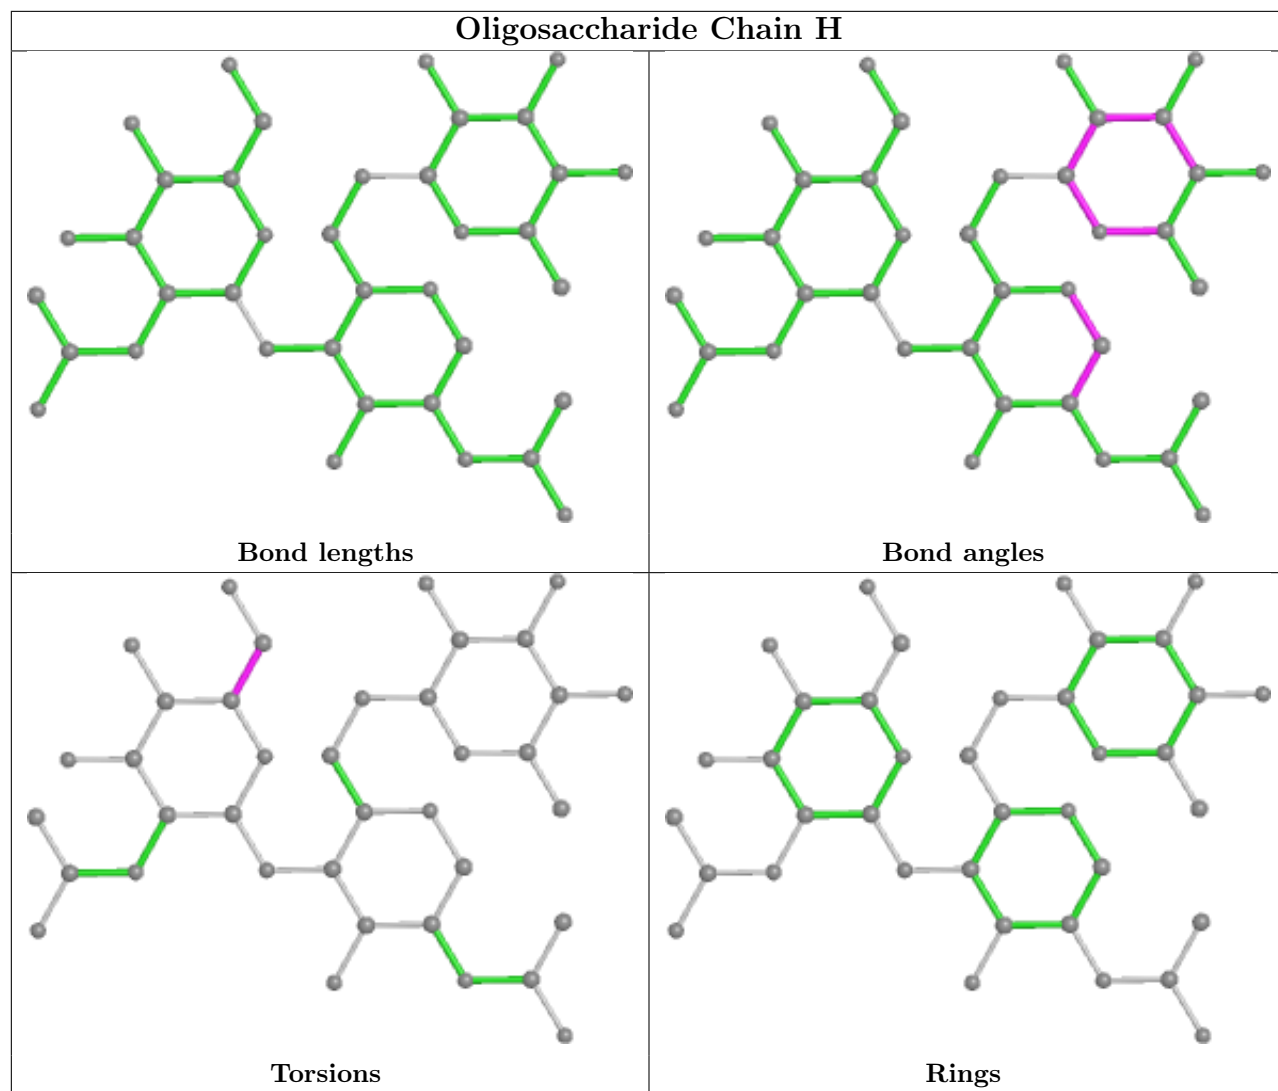 Oligosaccharide Chain H
Bond lengths
Bond angles
Torsions
Rings